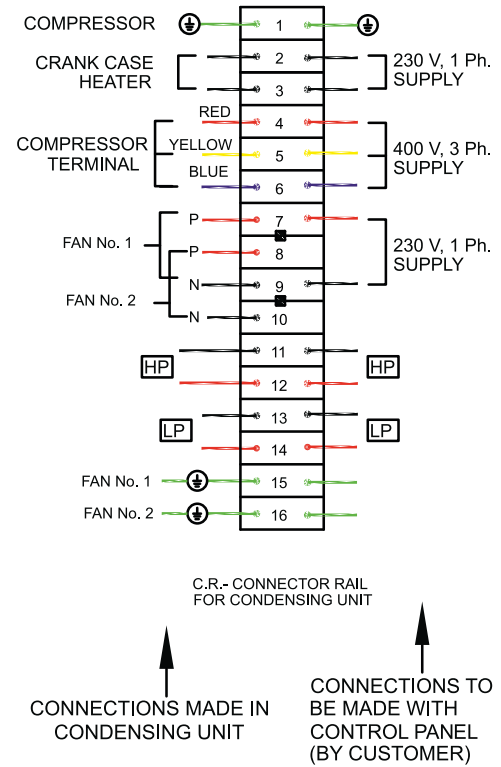 COMPRESSOR 1
CRANK CASE
HEATER
2
3
230 V, 1 Ph.
SUPPLY
RED 4
COMPRESSOR
TERMINAL
YELLOW 5
BLUE 6
400 V, 3 Ph.
SUPPLY
P 7
FAN No. 1
P 8
230 V, 1 Ph.
SUPPLY
N 9
FAN No. 2
N 10
11
HP HP
12
13
LP LP
14
FAN No. 1 15
FAN No. 2 16
C.R.- CONNECTOR RAIL
FOR CONDENSING UNIT
CONNECTIONS MADE IN
CONDENSING UNIT
CONNECTIONS TO
BE MADE WITH
CONTROL PANEL
(BY CUSTOMER)